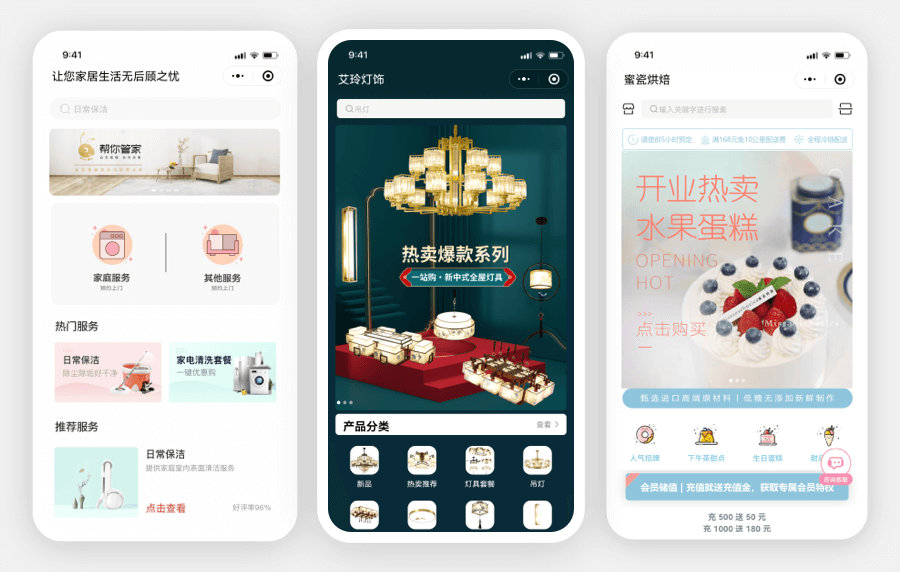 9:41
让您家居生活无后顾之忧
日常保洁
帮你管家
家庭服务
预约上门
其他服务
预约上门
热门服务
日常保洁
除尘除垢好干净
家电清洗套餐
一键优惠购
推荐服务
日常保洁
提供家庭室内表面清洁服务
点击查看
好评率96%
9:41
艾玲灯饰
吊灯
热卖爆款系列
一站购·新中式全屋灯具
产品分类
查看
新品
热卖推荐
灯具套餐
吊灯
9:41
蜜瓷烘焙
输入关键字进行搜索
请提前5小时预定
满168元免10公里配送费
全程冷链配送
开业热卖
水果蛋糕
OPENING
HOT
>>>
点击购买
CAKE
甄选进口高端原材料 | 低糖无添加新鲜制作
人气招牌
下午茶甜点
生日蛋糕
甜品
咨询客服
会员储值 | 充值就送充值金，获取专属会员特权
充 500 送 50 元
充 1000 送 180 元